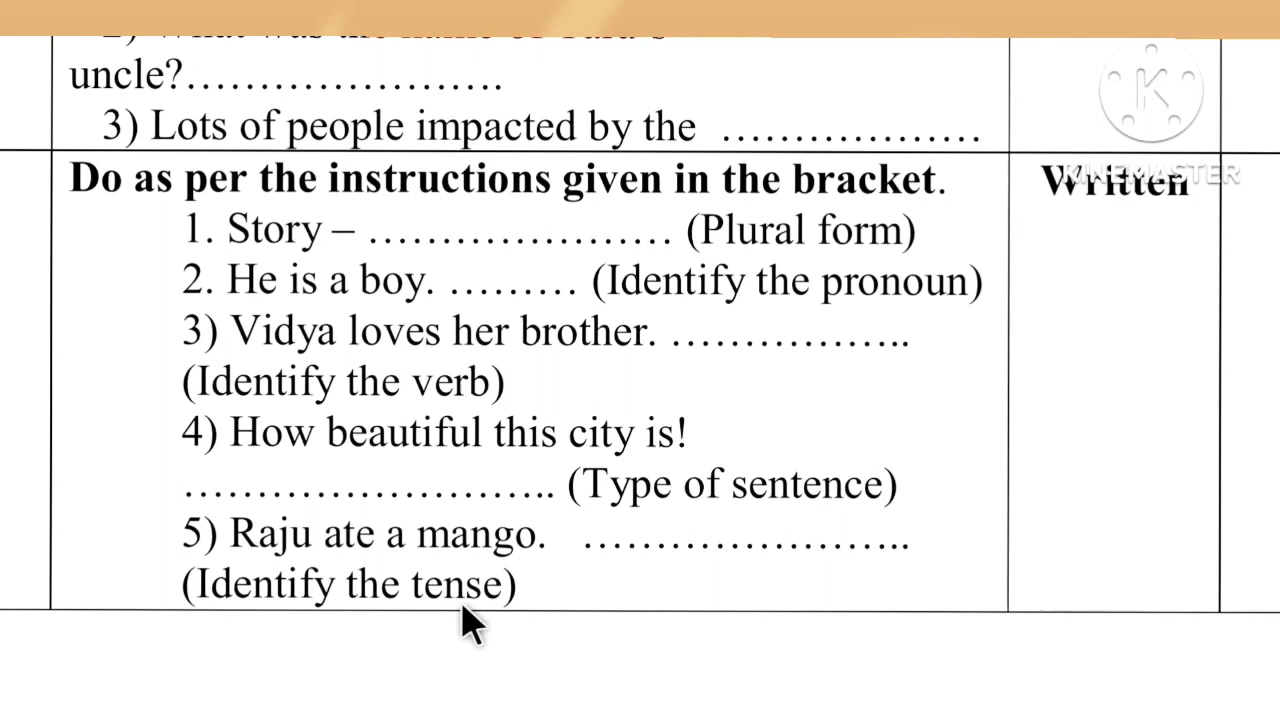 uncle?......................
3) Lots of people impacted by the ..................
Do as per the instructions given in the bracket.
Written
KINEMASTER
1. Story – ..................... (Plural form)
2. He is a boy. ......... (Identify the pronoun)
3) Vidya loves her brother. .................
(Identify the verb)
4) How beautiful this city is!
.......................... (Type of sentence)
5) Raju ate a mango. .......................
(Identify the tense)